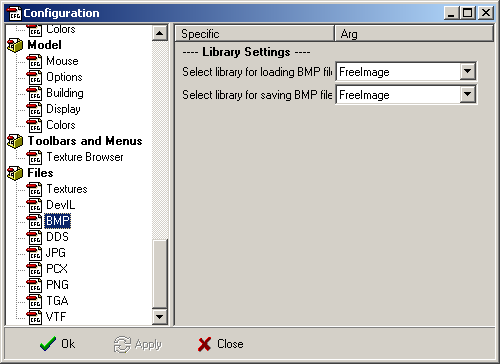 Configuration
Colors
Model
Mouse
Options
Building
Display
Colors
Toolbars and Menus
Texture Browser
Files
Textures
DevIL
BMP
DDS
JPG
PCX
PNG
TGA
VTF
Specific Arg
---- Library Settings ----
Select library for loading BMP fil FreeImage
Select library for saving BMP file FreeImage
Ok Apply Close